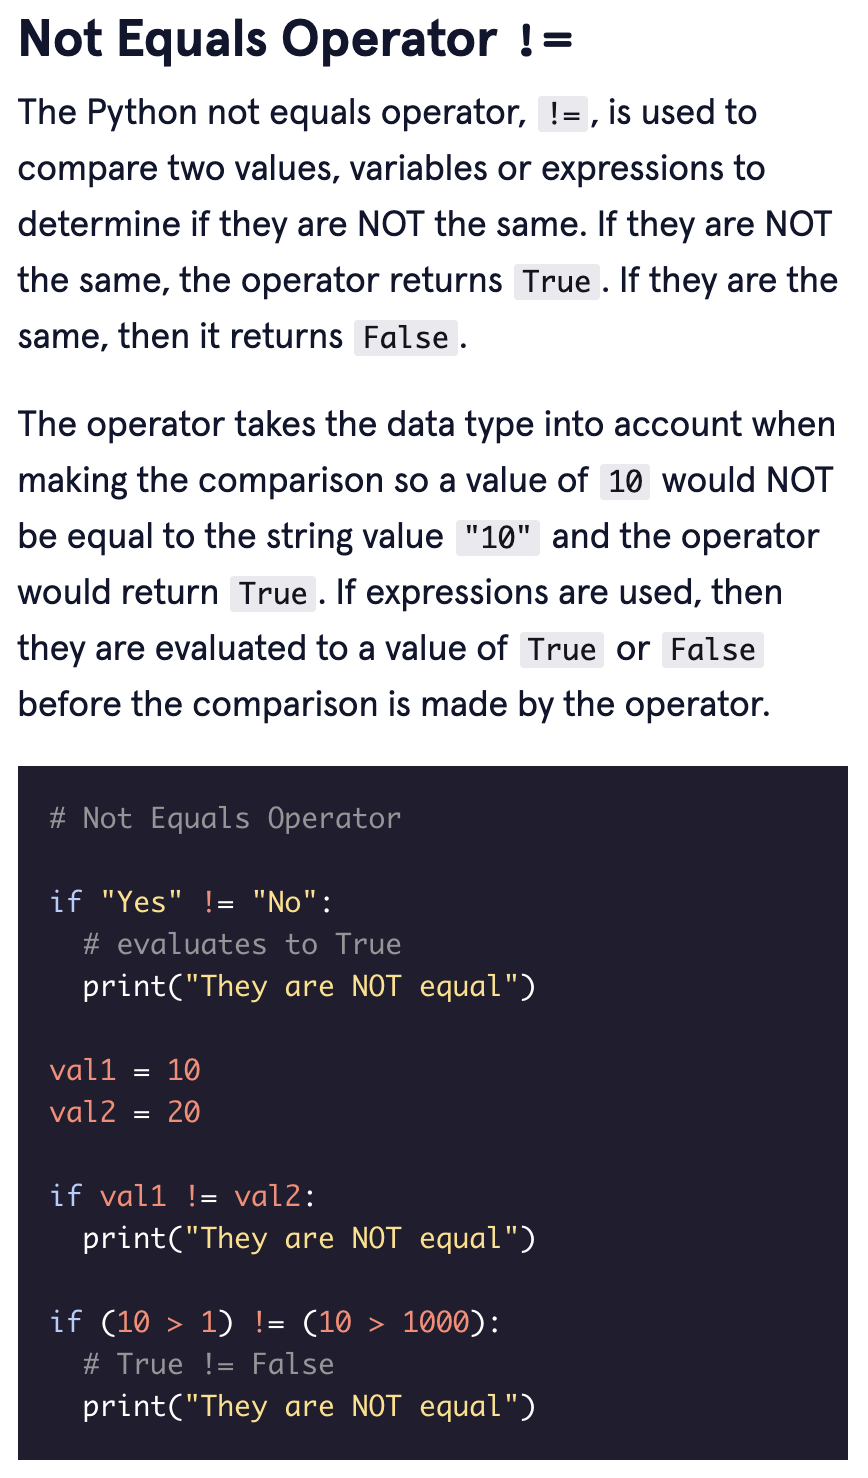 Not Equals Operator !=
The Python not equals operator, !=, is used to
compare two values, variables or expressions to
determine if they are NOT the same. If they are NOT
the same, the operator returns True. If they are the
same, then it returns False.
The operator takes the data type into account when
making the comparison so a value of 10 would NOT
be equal to the string value "10" and the operator
would return True. If expressions are used, then
they are evaluated to a value of True or False
before the comparison is made by the operator.
# Not Equals Operator
if "Yes" != "No":
  # evaluates to True
  print("They are NOT equal")
val1 = 10
val2 = 20
if val1 != val2:
  print("They are NOT equal")
if (10 > 1) != (10 > 1000):
  # True != False
  print("They are NOT equal")